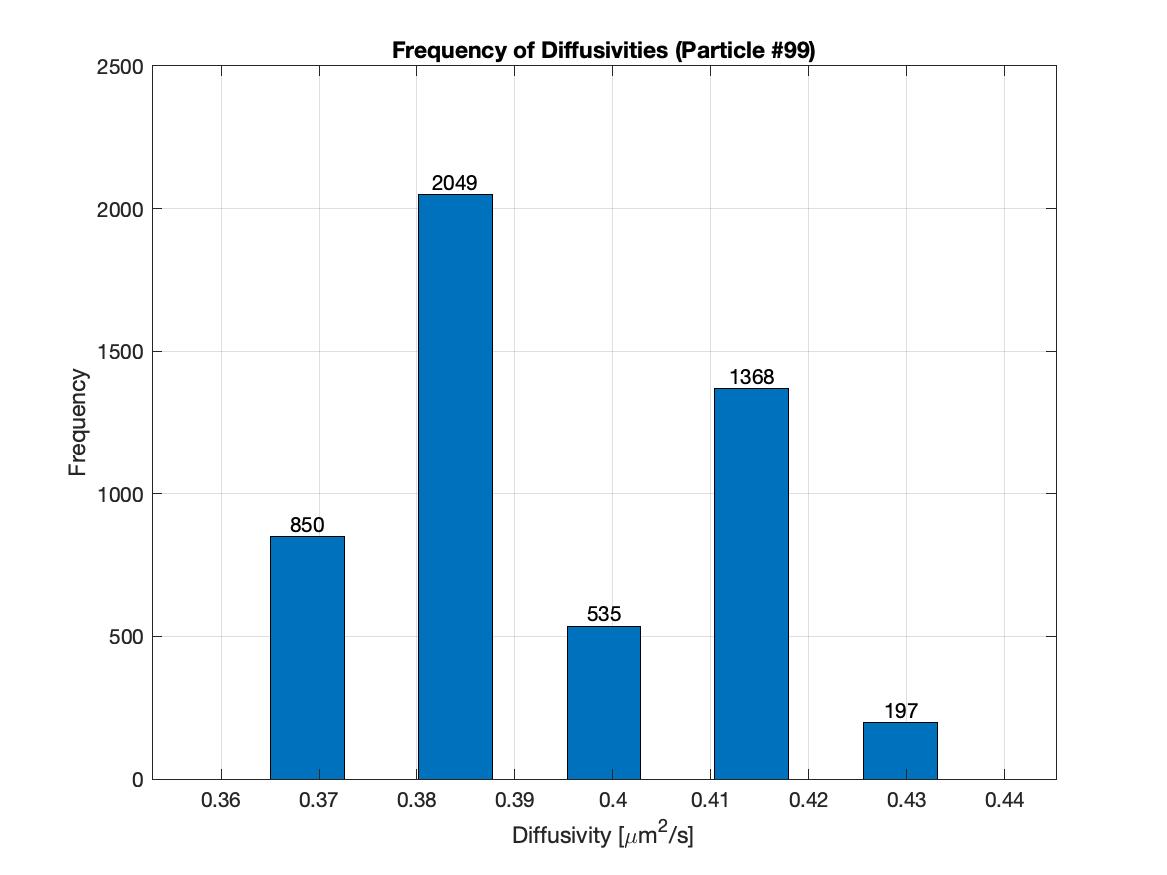 Frequency of Diffusivities (Particle #99)
2500
2000
1500
1000
500
0
Frequency
850
2049
535
1368
197
0.36 0.37 0.38 0.39 0.4 0.41 0.42 0.43 0.44
Diffusivity [μm²/s]